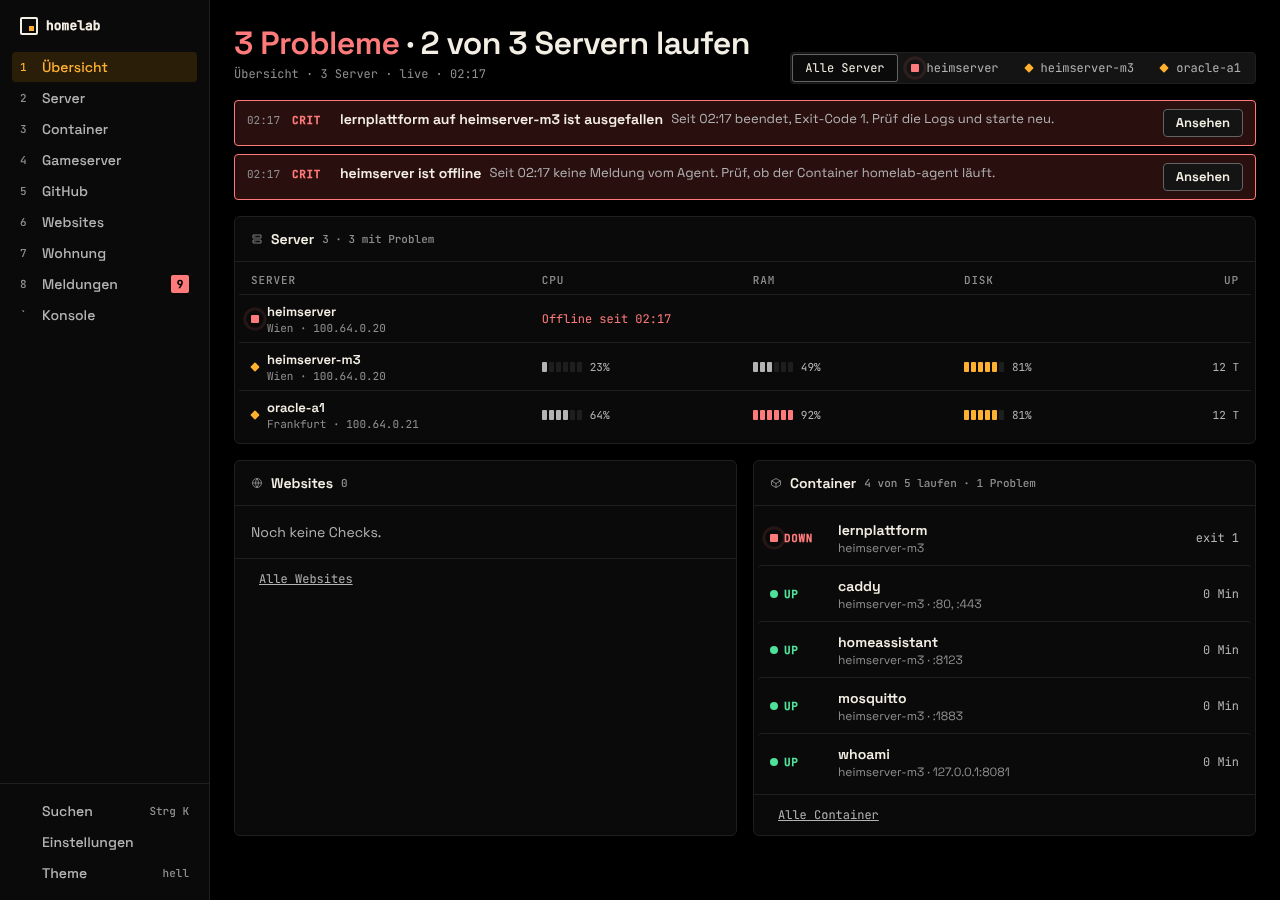 homelab
1 Übersicht
2 Server
3 Container
4 Gameserver
5 GitHub
6 Websites
7 Wohnung
8 Meldungen 9
` Konsole
Suchen Strg K
Einstellungen
Theme hell
3 Probleme · 2 von 3 Servern laufen
Übersicht · 3 Server · live · 02:17
Alle Server heimserver heimserver-m3 oracle-a1
02:17 CRIT lernplattform auf heimserver-m3 ist ausgefallen Seit 02:17 beendet, Exit-Code 1. Prüf die Logs und starte neu. Ansehen
02:17 CRIT heimserver ist offline Seit 02:17 keine Meldung vom Agent. Prüf, ob der Container homelab-agent läuft. Ansehen
Server 3 · 3 mit Problem
SERVER CPU RAM DISK UP
heimserver
Wien · 100.64.0.20
Offline seit 02:17
heimserver-m3
Wien · 100.64.0.20
23% 49% 81% 12 T
oracle-a1
Frankfurt · 100.64.0.21
64% 92% 81% 12 T
Websites 0
Noch keine Checks.
Alle Websites
Container 4 von 5 laufen · 1 Problem
DOWN lernplattform exit 1
heimserver-m3
UP caddy 0 Min
heimserver-m3 · :80, :443
UP homeassistant 0 Min
heimserver-m3 · :8123
UP mosquitto 0 Min
heimserver-m3 · :1883
UP whoami 0 Min
heimserver-m3 · 127.0.0.1:8081
Alle Container